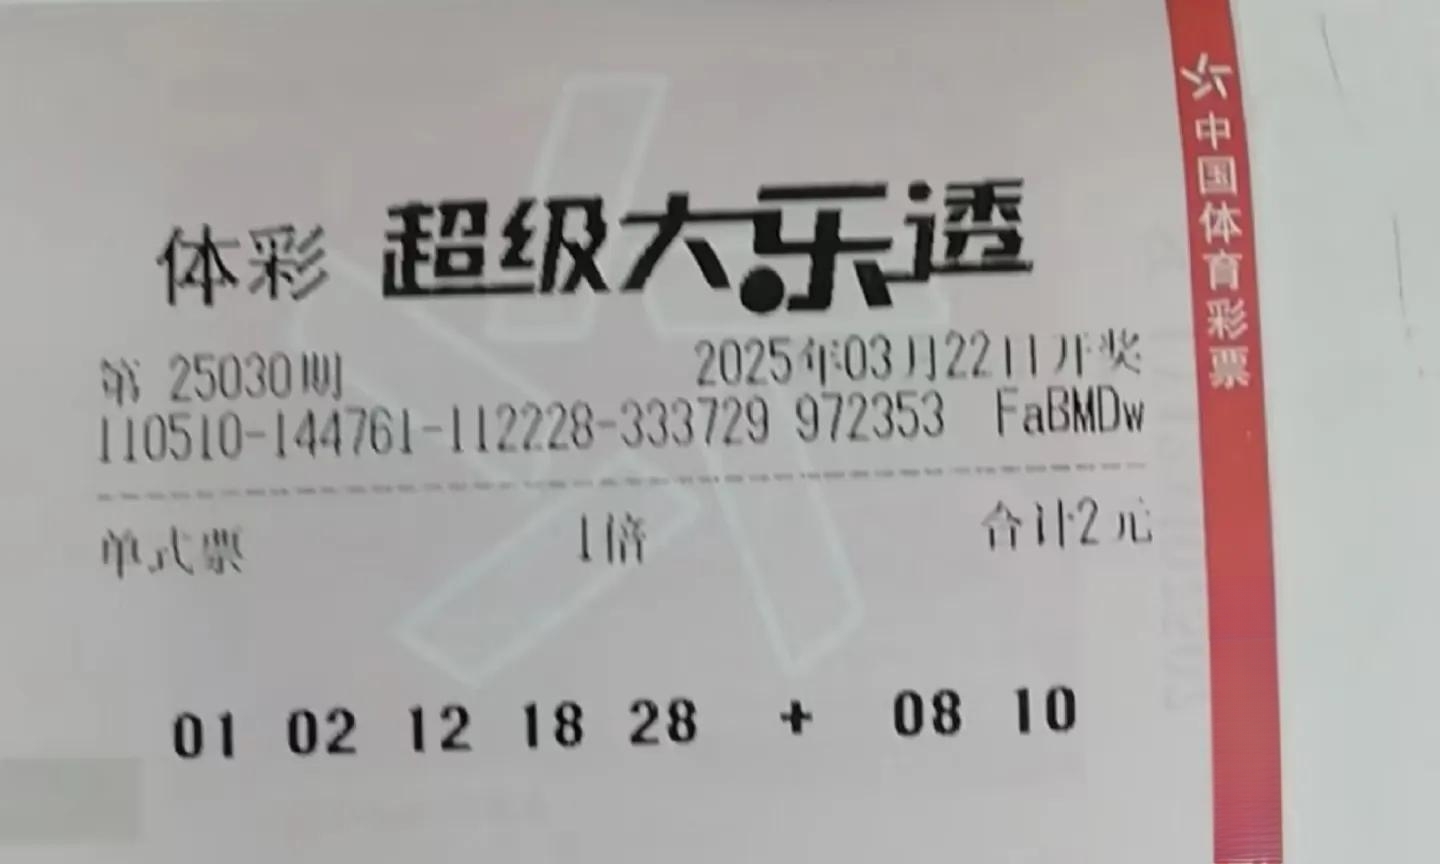 体彩 超级大乐透
第 25030期 2025年03月22日开奖
110510-144761-112228-333729 972353 FaBMDw
单式票 1倍 合计2元
01 02 12 18 28 + 08 10
中国体育彩票